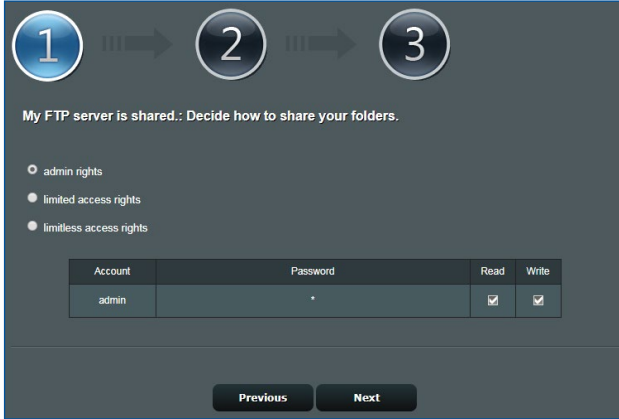 1 2 3
My FTP server is shared.: Decide how to share your folders.
admin rights
limited access rights
limitless access rights
Account Password Read Write
admin *
Previous Next